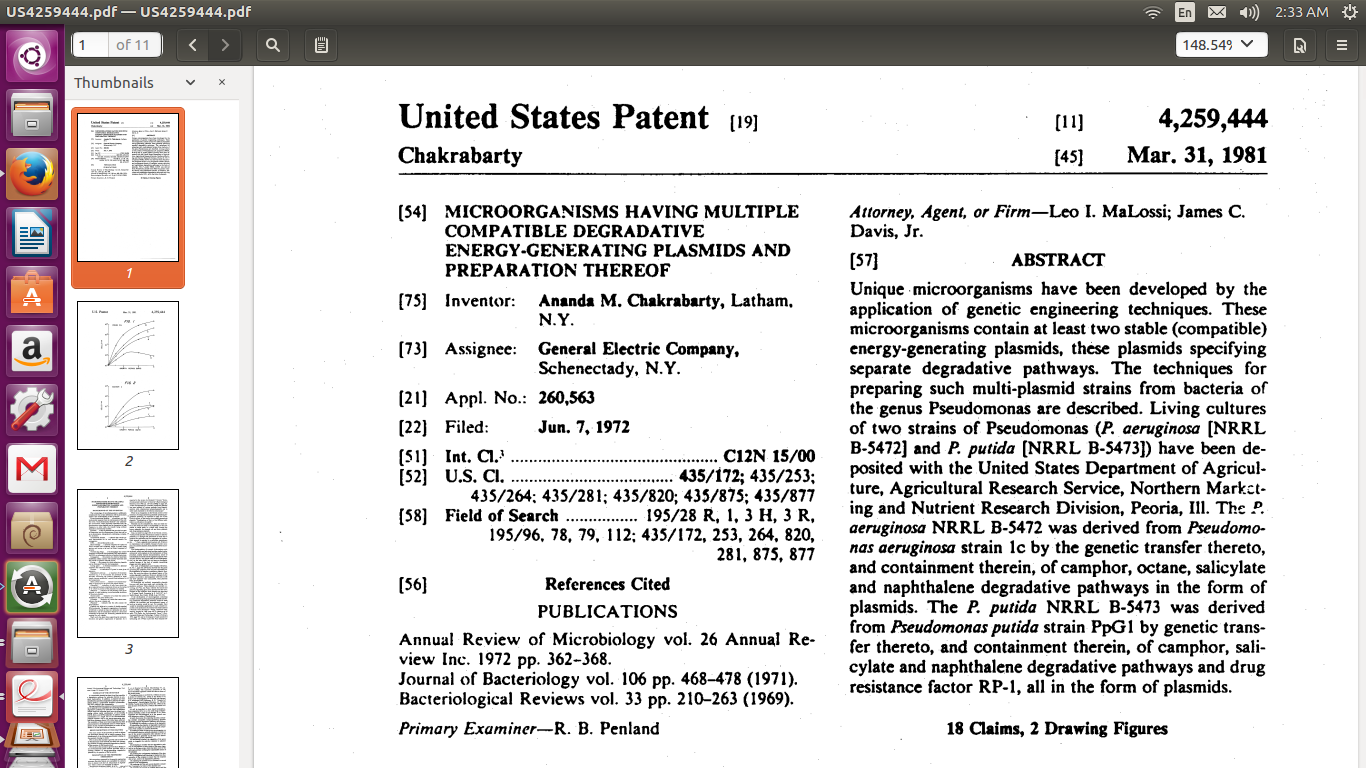 US4259444.pdf — US4259444.pdf
En
2:33 AM
1 of 11
148.54%
Thumbnails
1
2
3
United States Patent [19]
[11] 4,259,444
Chakrabarty
[45] Mar. 31, 1981
[54] MICROORGANISMS HAVING MULTIPLE
COMPATIBLE DEGRADATIVE
ENERGY-GENERATING PLASMIDS AND
PREPARATION THEREOF
[75] Inventor: Ananda M. Chakrabarty, Latham,
N.Y.
[73] Assignee: General Electric Company,
Schenectady, N.Y.
[21] Appl. No.: 260,563
[22] Filed: Jun. 7, 1972
[51] Int. Cl.³ .......................................... C12N 15/00
[52] U.S. Cl. ................................ 435/172; 435/253;
435/264; 435/281; 435/820; 435/875; 435/877
[58] Field of Search ................ 195/28 R, 1, 3 H, 3 R,
195/96, 78, 79, 112; 435/172, 253, 264, 820,
281, 875, 877
[56] References Cited
PUBLICATIONS
Annual Review of Microbiology vol. 26 Annual Re-
view Inc. 1972 pp. 362–368.
Journal of Bacteriology vol. 106 pp. 468–478 (1971).
Bacteriological Reviews vol. 33 pp. 210–263 (1969).
Primary Examiner—R. B. Penland
Attorney, Agent, or Firm—Leo I. MaLossi; James C.
Davis, Jr.
[57] ABSTRACT
Unique microorganisms have been developed by the
application of genetic engineering techniques. These
microorganisms contain at least two stable (compatible)
energy-generating plasmids, these plasmids specifying
separate degradative pathways. The techniques for
preparing such multi-plasmid strains from bacteria of
the genus Pseudomonas are described. Living cultures
of two strains of Pseudomonas (P. aeruginosa [NRRL
B-5472] and P. putida [NRRL B-5473]) have been de-
posited with the United States Department of Agricul-
ture, Agricultural Research Service, Northern Market-
ing and Nutrient Research Division, Peoria, Ill. The P.
aeruginosa NRRL B-5472 was derived from Pseudomo-
nas aeruginosa strain 1c by the genetic transfer thereto,
and containment therein, of camphor, octane, salicylate
and naphthalene degradative pathways in the form of
plasmids. The P. putida NRRL B-5473 was derived
from Pseudomonas putida strain PpG1 by genetic trans-
fer thereto, and containment therein, of camphor, sali-
cylate and naphthalene degradative pathways and drug
resistance factor RP-1, all in the form of plasmids.
18 Claims, 2 Drawing Figures